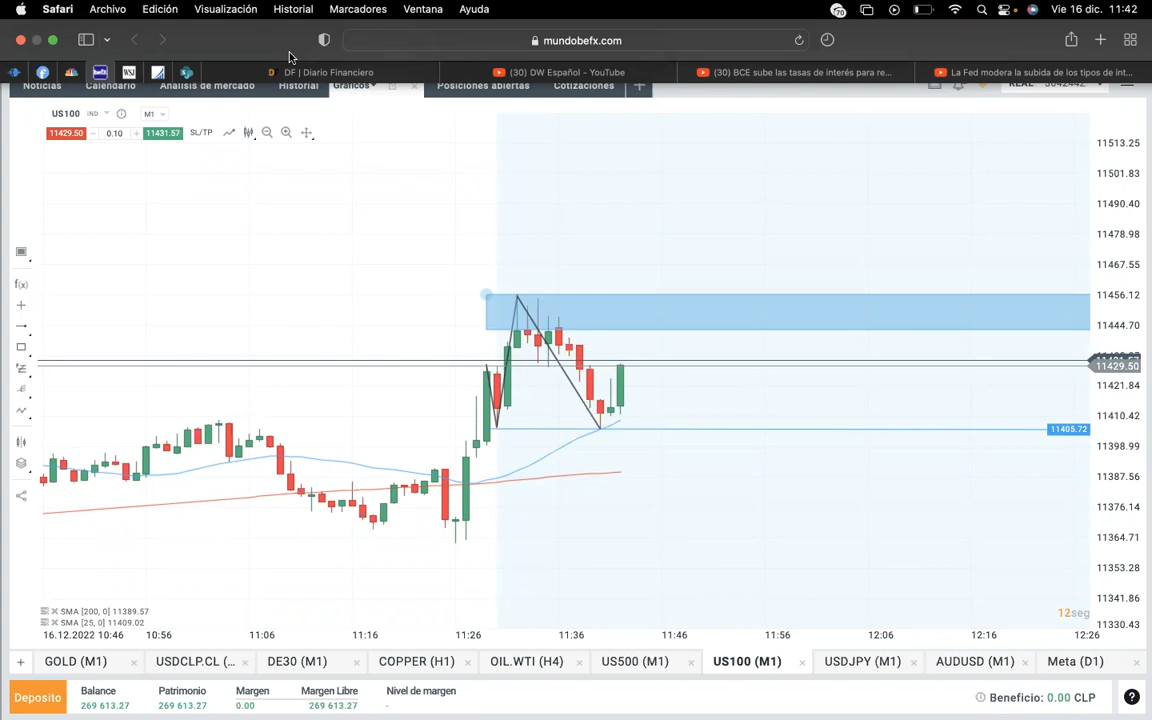 Safari Archivo Edición Visualización Historial Marcadores Ventana Ayuda 70 Vie 16 dic. 11:42
mundobefx.com
WSJ D DF | Diario Financiero (30) DW Español - YouTube (30) BCE sube las tasas de interés para re... La Fed modera la subida de los tipos de int...
Noticias Calendario Análisis de mercado Historial Gráficos Posiciones abiertas Cotizaciones REAL
US100 IND M1
11429.50 0.10 11431.57 SL/TP
11513.25
11501.83
11490.40
11478.98
11467.55
11456.12
11444.70
11429.50
11421.84
11410.42
11405.72
11398.99
11387.56
11376.14
11364.71
11353.28
11341.86
11330.43
f(x)
12seg
SMA [200, 0] 11389.57
SMA [25, 0] 11409.02
16.12.2022 10:46 10:56 11:06 11:16 11:26 11:36 11:46 11:56 12:06 12:16 12:26
GOLD (M1) USDCLP.CL (... DE30 (M1) COPPER (H1) OIL.WTI (H4) US500 (M1) US100 (M1) USDJPY (M1) AUDUSD (M1) Meta (D1)
Deposito Balance Patrimonio Margen Margen Libre Nivel de margen Beneficio: 0.00 CLP ?
269 613.27 269 613.27 0.00 269 613.27 -